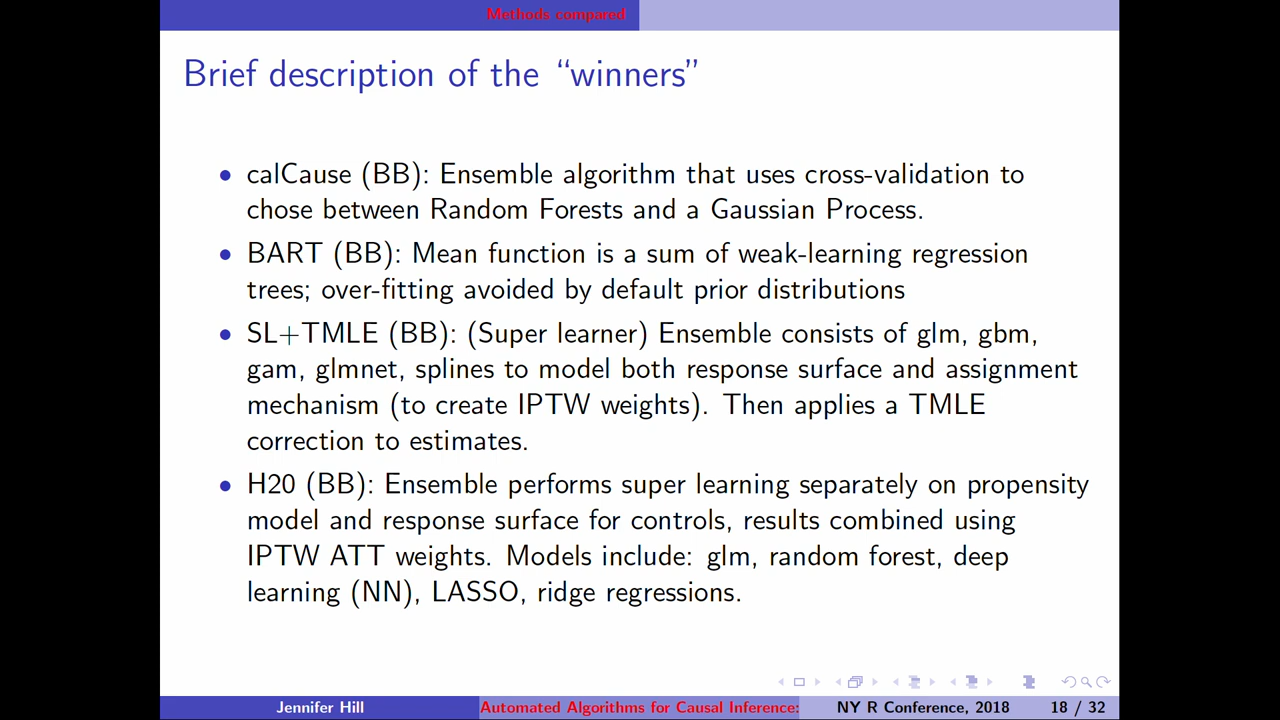 Methods compared
Brief description of the “winners”
• calCause (BB): Ensemble algorithm that uses cross-validation to
chose between Random Forests and a Gaussian Process.
• BART (BB): Mean function is a sum of weak-learning regression
trees; over-fitting avoided by default prior distributions
• SL+TMLE (BB): (Super learner) Ensemble consists of glm, gbm,
gam, glmnet, splines to model both response surface and assignment
mechanism (to create IPTW weights). Then applies a TMLE
correction to estimates.
• H20 (BB): Ensemble performs super learning separately on propensity
model and response surface for controls, results combined using
IPTW ATT weights. Models include: glm, random forest, deep
learning (NN), LASSO, ridge regressions.
Jennifer Hill Automated Algorithms for Causal Inference: NY R Conference, 2018 18 / 32